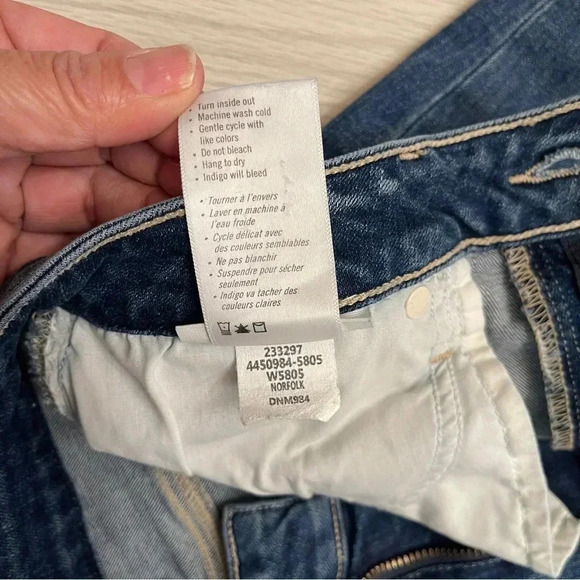 • Turn inside out
• Machine wash cold
• Gentle cycle with
like colors
• Do not bleach
• Hang to dry
• Indigo will bleed
• Tourner à l'envers
• Laver en machine à
l'eau froide
• Cycle délicat avec
des couleurs semblables
• Ne pas blanchir
• Suspendre pour sécher
seulement
• Indigo va tacher des
couleurs claires
233297
4450984-5805
W5805
NORFOLK
DNM984